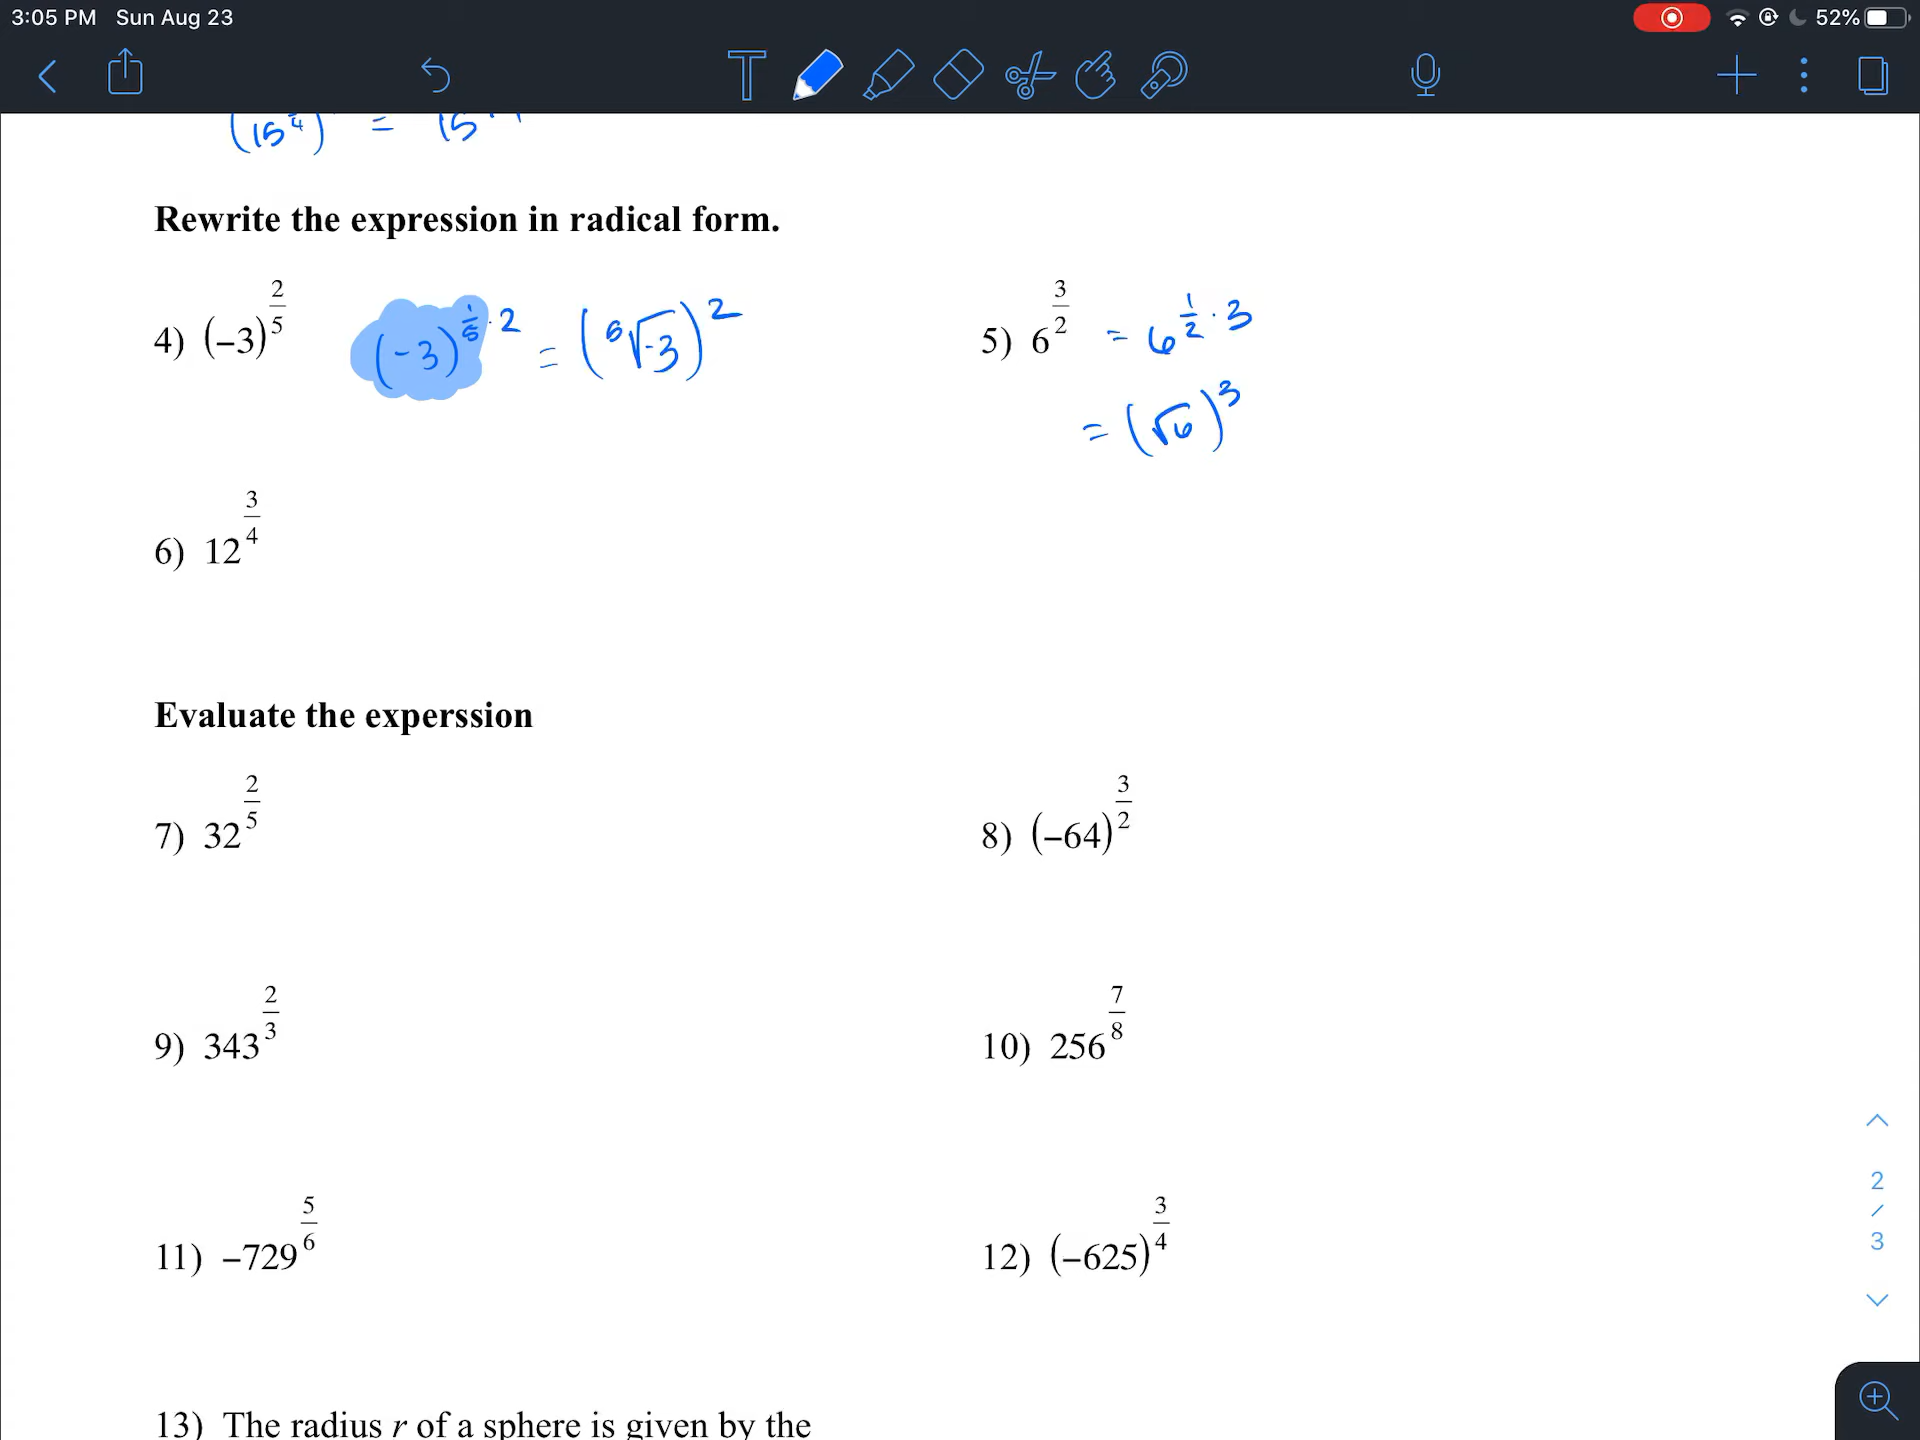 3:05 PM Sun Aug 23 52%
(15^(1/4)) = 15
Rewrite the expression in radical form.
4) (−3)^(2/5) (-3)^(1/5 · 2) = (⁵√-3)^2
5) 6^(3/2) = 6^(1/2 · 3)
= (√6)^3
6) 12^(3/4)
Evaluate the experssion
7) 32^(2/5)
8) (−64)^(3/2)
9) 343^(2/3)
10) 256^(7/8)
11) −729^(5/6)
12) (−625)^(3/4)
2 / 3
13) The radius r of a sphere is given by the